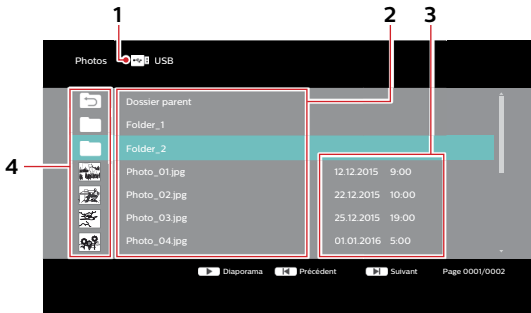 1 2 3
Photos USB
Dossier parent
Folder_1
Folder_2
4
Photo_01.jpg 12.12.2015 9:00
Photo_02.jpg 22.12.2015 10:00
Photo_03.jpg 25.12.2015 19:00
Photo_04.jpg 01.01.2016 5:00
Diaporama Précédent Suivant Page 0001/0002